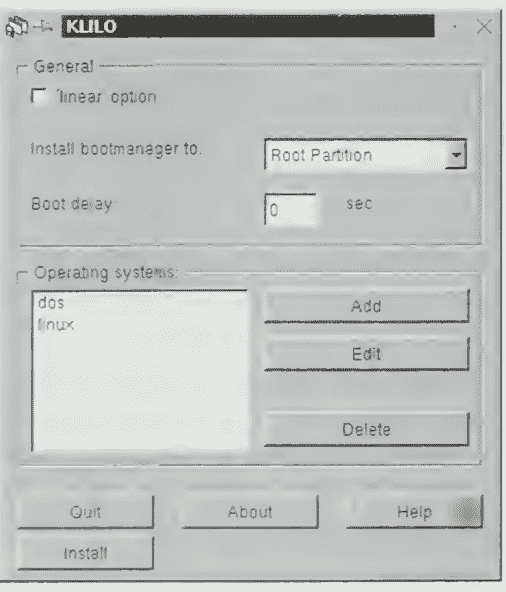 KLILO
General
linear option
Install bootmanager to.
Root Partition
Boot delay
0 sec
Operating systems:
dos
linux
Add
Edit
Delete
Quit About Help
Install